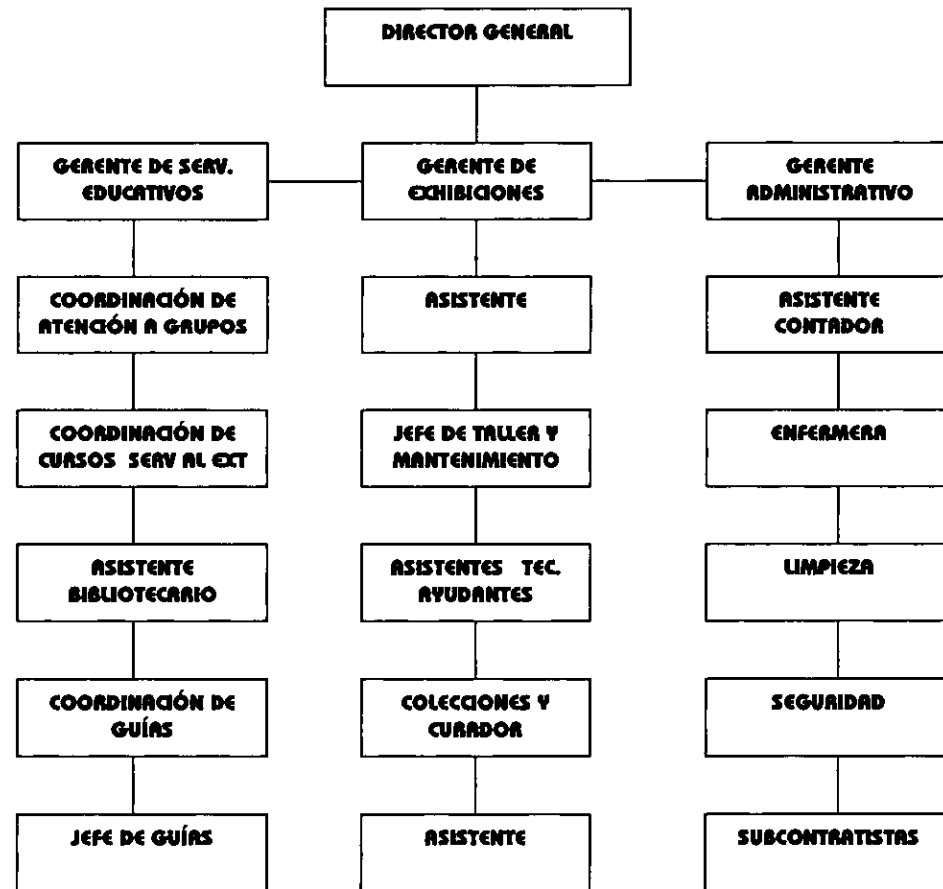 DIRECTOR GENERAL
GERENTE DE SERV.
EDUCATIVOS
GERENTE DE
EXHIBICIONES
GERENTE
ADMINISTRATIVO
COORDINACIÓN DE
ATENCIÓN A GRUPOS
ASISTENTE
ASISTENTE
CONTADOR
COORDINACIÓN DE
CURSOS SERV AL EXT
JEFE DE TALLER Y
MANTENIMIENTO
ENFERMERA
ASISTENTE
BIBLIOTECARIO
ASISTENTES TEC.
AYUDANTES
LIMPIEZA
COORDINACIÓN DE
GUÍAS
COLECCIONES Y
CURADOR
SEGURIDAD
JEFE DE GUÍAS
ASISTENTE
SUBCONTRATISTAS